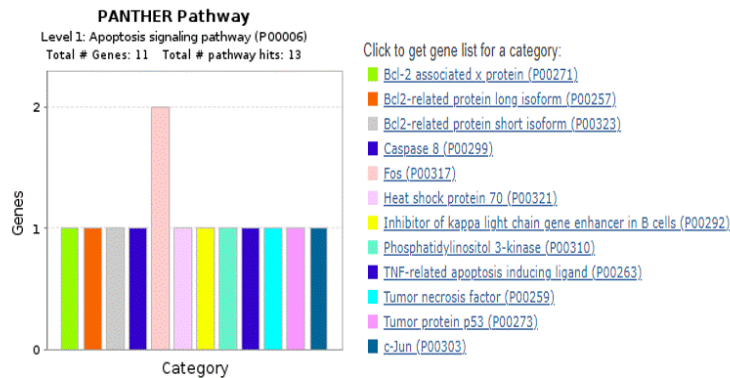 PANTHER Pathway
Level 1: Apoptosis signaling pathway (P00006)
Total # Genes: 11 Total # pathway hits: 13
2
1
0
Genes
Category
Click to get gene list for a category:
Bcl-2 associated x protein (P00271)
Bcl2-related protein long isoform (P00257)
Bcl2-related protein short isoform (P00323)
Caspase 8 (P00299)
Fos (P00317)
Heat shock protein 70 (P00321)
Inhibitor of kappa light chain gene enhancer in B cells (P00292)
Phosphatidylinositol 3-kinase (P00310)
TNF-related apoptosis inducing ligand (P00263)
Tumor necrosis factor (P00259)
Tumor protein p53 (P00273)
c-Jun (P00303)